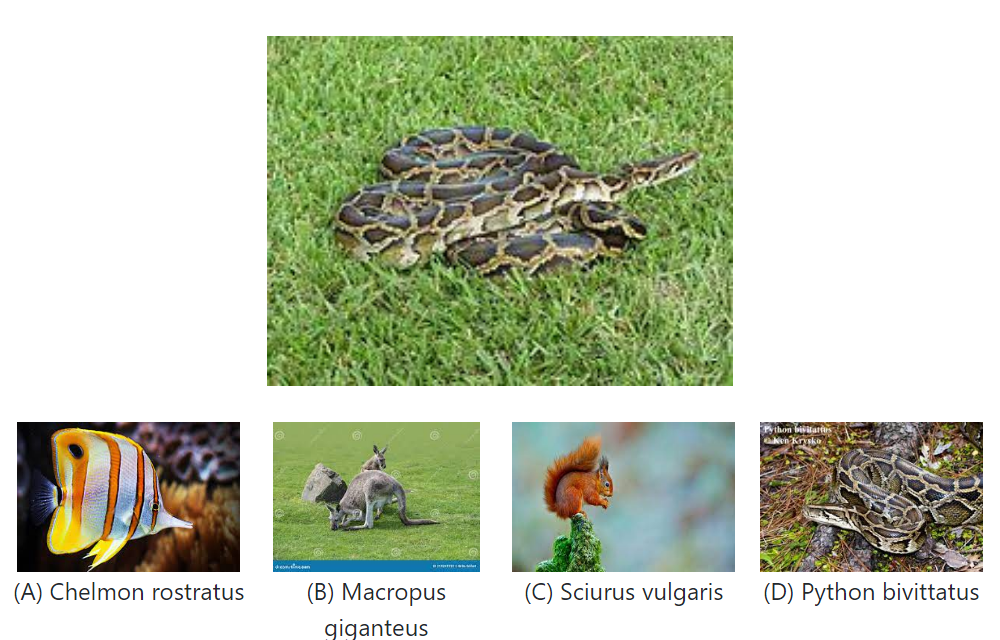 Python bivittatus
© Ken Krysko
(A) Chelmon rostratus
(B) Macropus
giganteus
(C) Sciurus vulgaris
(D) Python bivittatus